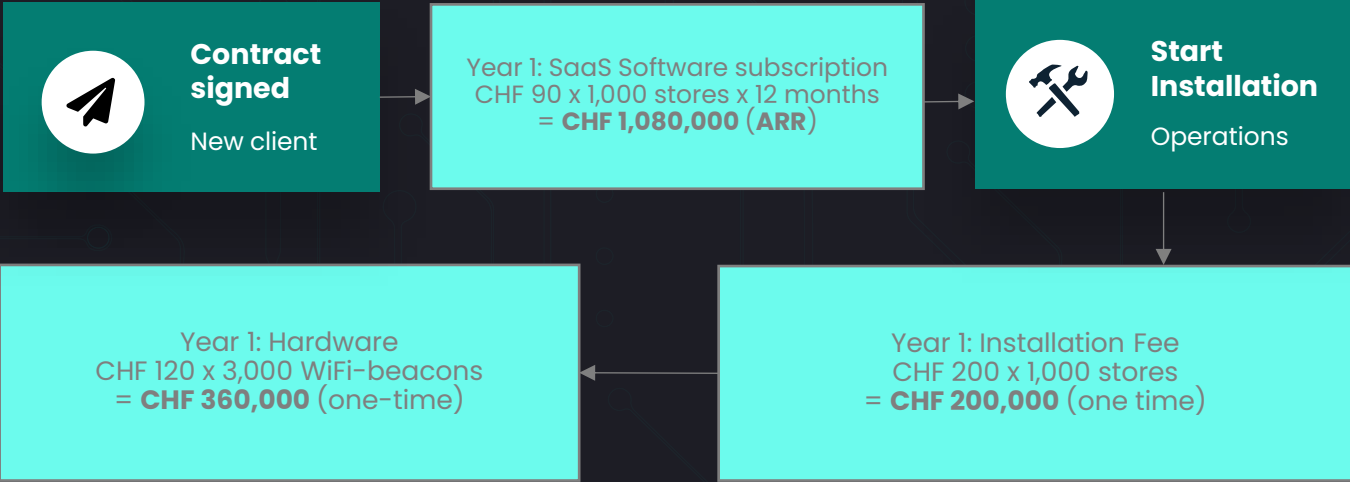 Contract
signed
New client
Year 1: SaaS Software subscription
CHF 90 x 1,000 stores x 12 months
= CHF 1,080,000 (ARR)
Start
Installation
Operations
Year 1: Installation Fee
CHF 200 x 1,000 stores
= CHF 200,000 (one time)
Year 1: Hardware
CHF 120 x 3,000 WiFi-beacons
= CHF 360,000 (one-time)